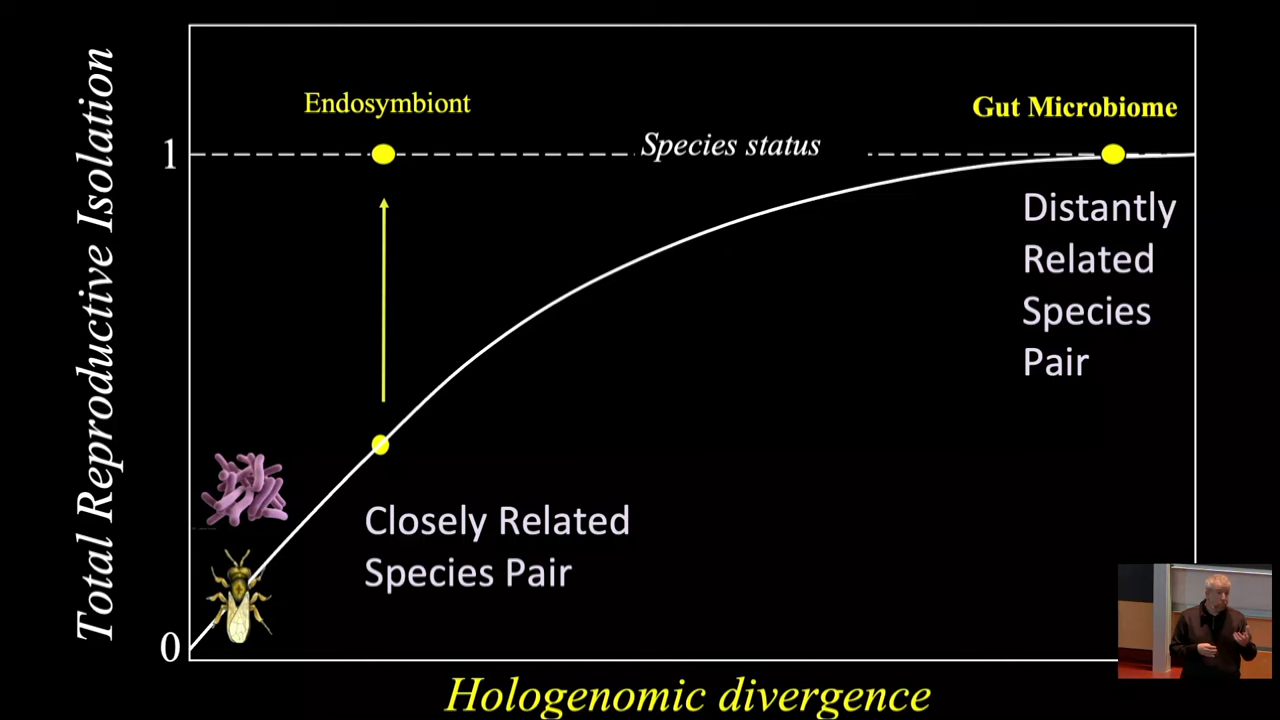 Total Reproductive Isolation
Endosymbiont
Gut Microbiome
1
Species status
Distantly
Related
Species
Pair
Closely Related
Species Pair
0
Hologenomic divergence